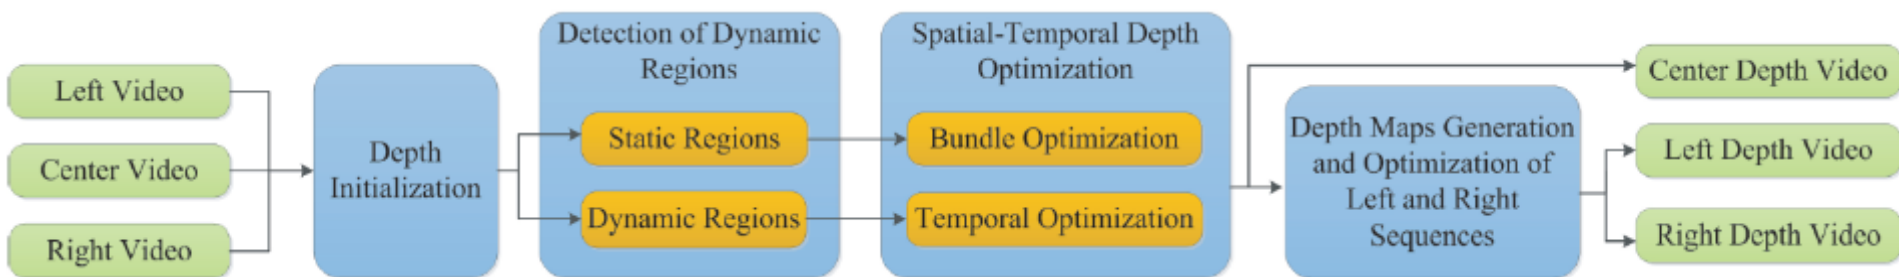 Left Video
Center Video
Right Video
Depth
Initialization
Detection of Dynamic
Regions
Static Regions
Dynamic Regions
Spatial-Temporal Depth
Optimization
Bundle Optimization
Temporal Optimization
Depth Maps Generation
and Optimization of
Left and Right
Sequences
Center Depth Video
Left Depth Video
Right Depth Video